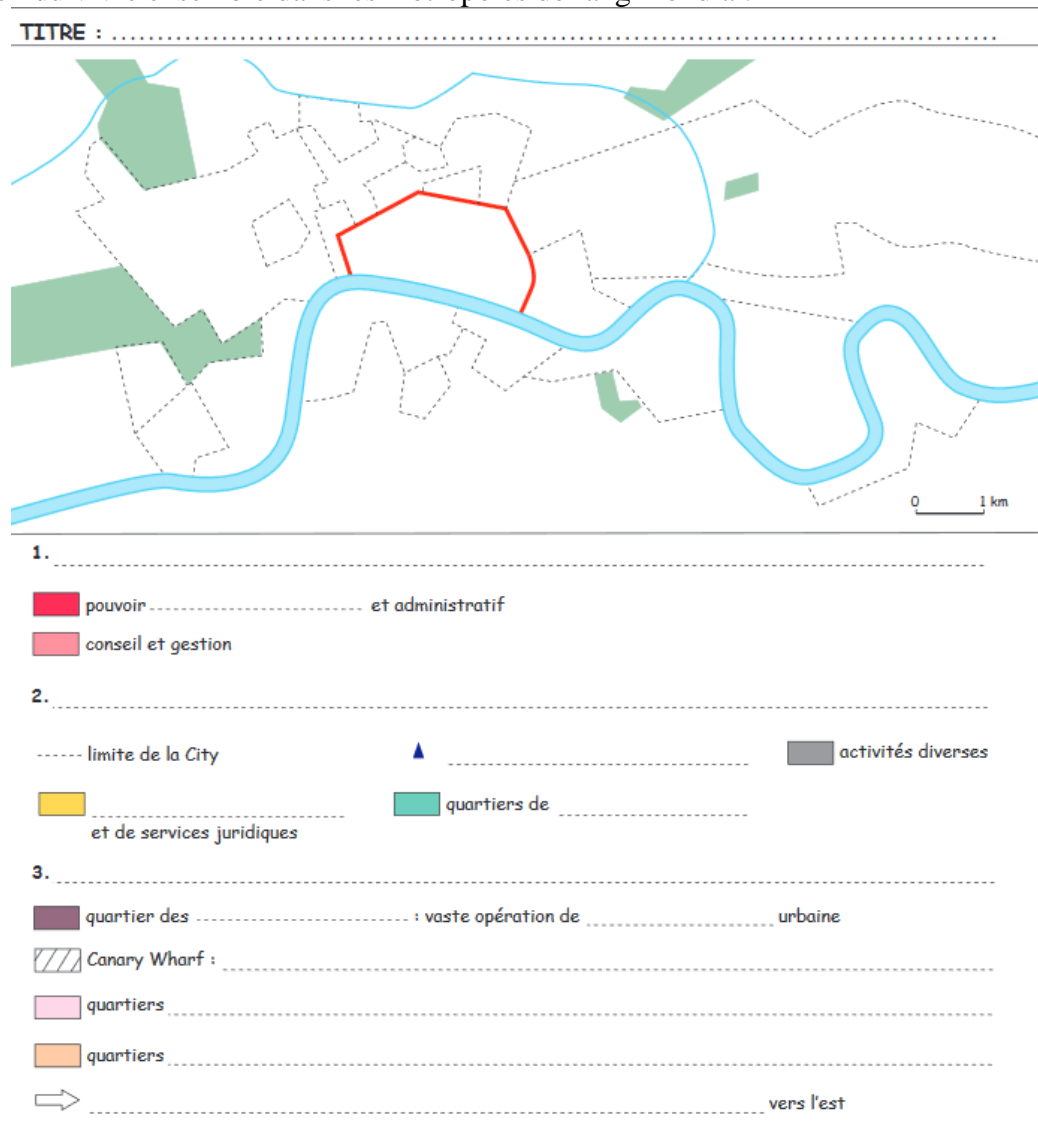 TITRE : ........................................................................................................
0 1 km
1.
pouvoir ---------------------------- et administratif
conseil et gestion
2.
------ limite de la City
activités diverses
quartiers de
et de services juridiques
3.
quartier des ---------------------------- : vaste opération de ------------------------ urbaine
Canary Wharf :
quartiers
quartiers
vers l'est